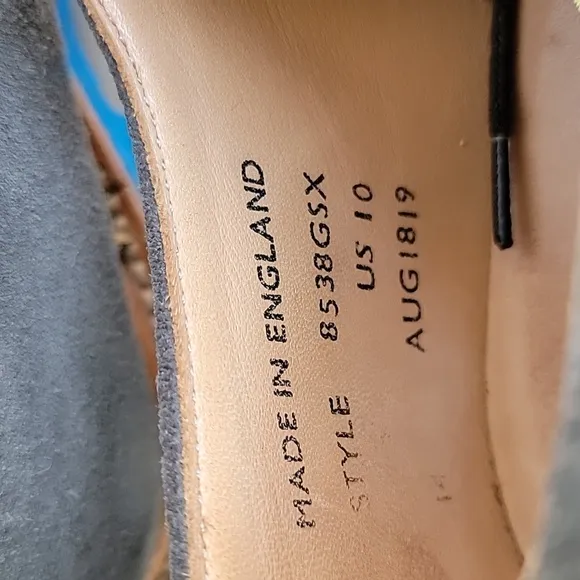 MADE IN ENGLAND
STYLE 8538GSX
US 10
AUG1819